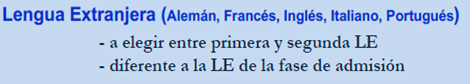 Lengua Extranjera (Alemán, Francés, Inglés, Italiano, Portugués)
- a elegir entre primera y segunda LE
- diferente a la LE de la fase de admisión